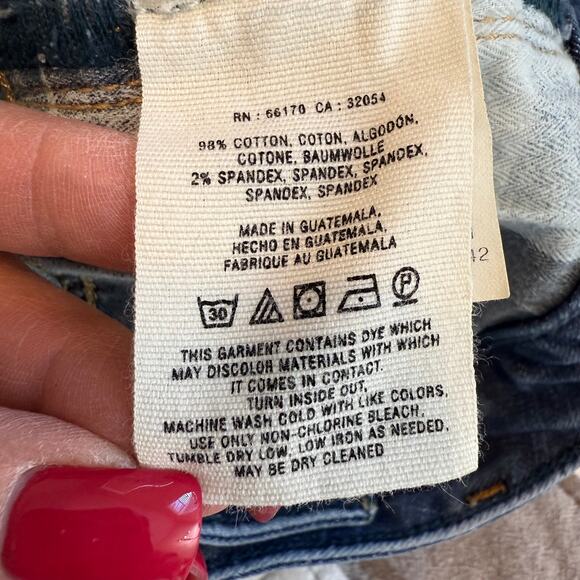 RN : 66170 CA : 32054
98% COTTON, COTON, ALGODÓN,
COTONE, BAUMWOLLE
2% SPANDEX, SPANDEX, SPANDEX,
SPANDEX, SPANDEX
MADE IN GUATEMALA,
HECHO EN GUATEMALA,
FABRIQUE AU GUATEMALA
42
30 P
THIS GARMENT CONTAINS DYE WHICH
MAY DISCOLOR MATERIALS WITH WHICH
IT COMES IN CONTACT.
TURN INSIDE OUT,
MACHINE WASH COLD WITH LIKE COLORS,
USE ONLY NON-CHLORINE BLEACH,
TUMBLE DRY LOW, LOW IRON AS NEEDED.
MAY BE DRY CLEANED